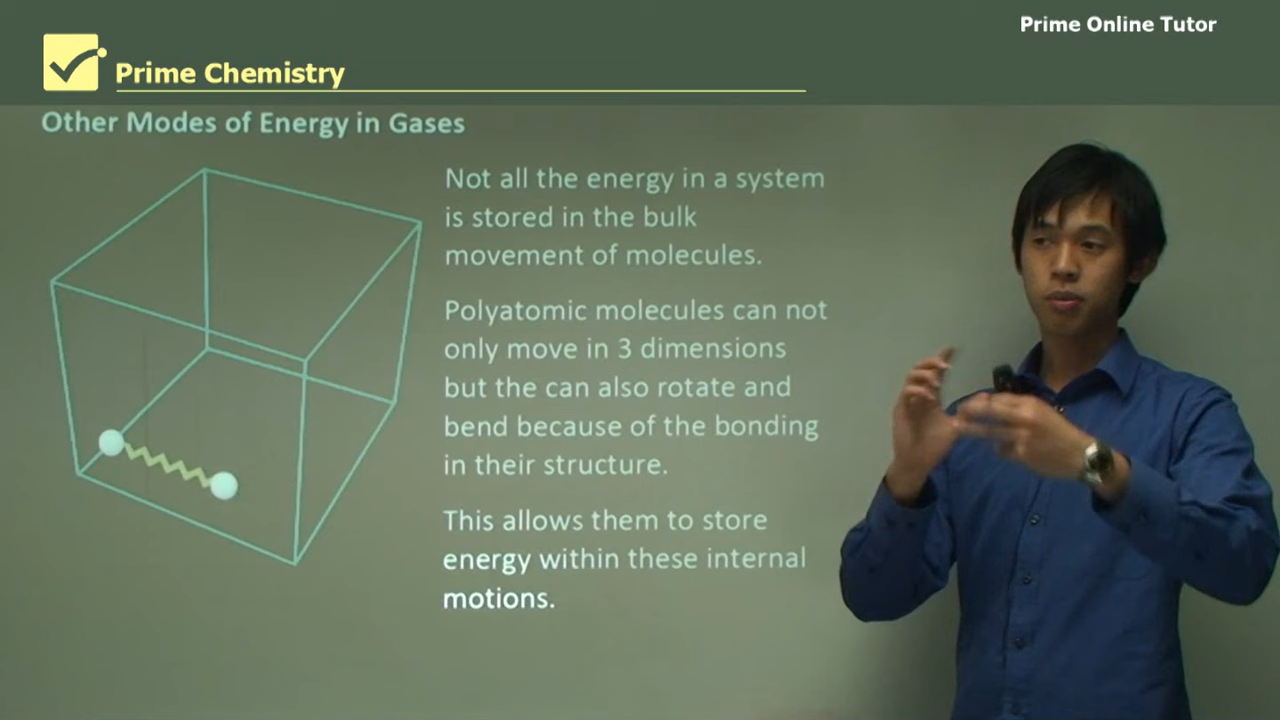 Prime Online Tutor
Prime Chemistry
Other Modes of Energy in Gases
Not all the energy in a system
is stored in the bulk
movement of molecules.
Polyatomic molecules can not
only move in 3 dimensions
but the can also rotate and
bend because of the bonding
in their structure.
This allows them to store
energy within these internal
motions.